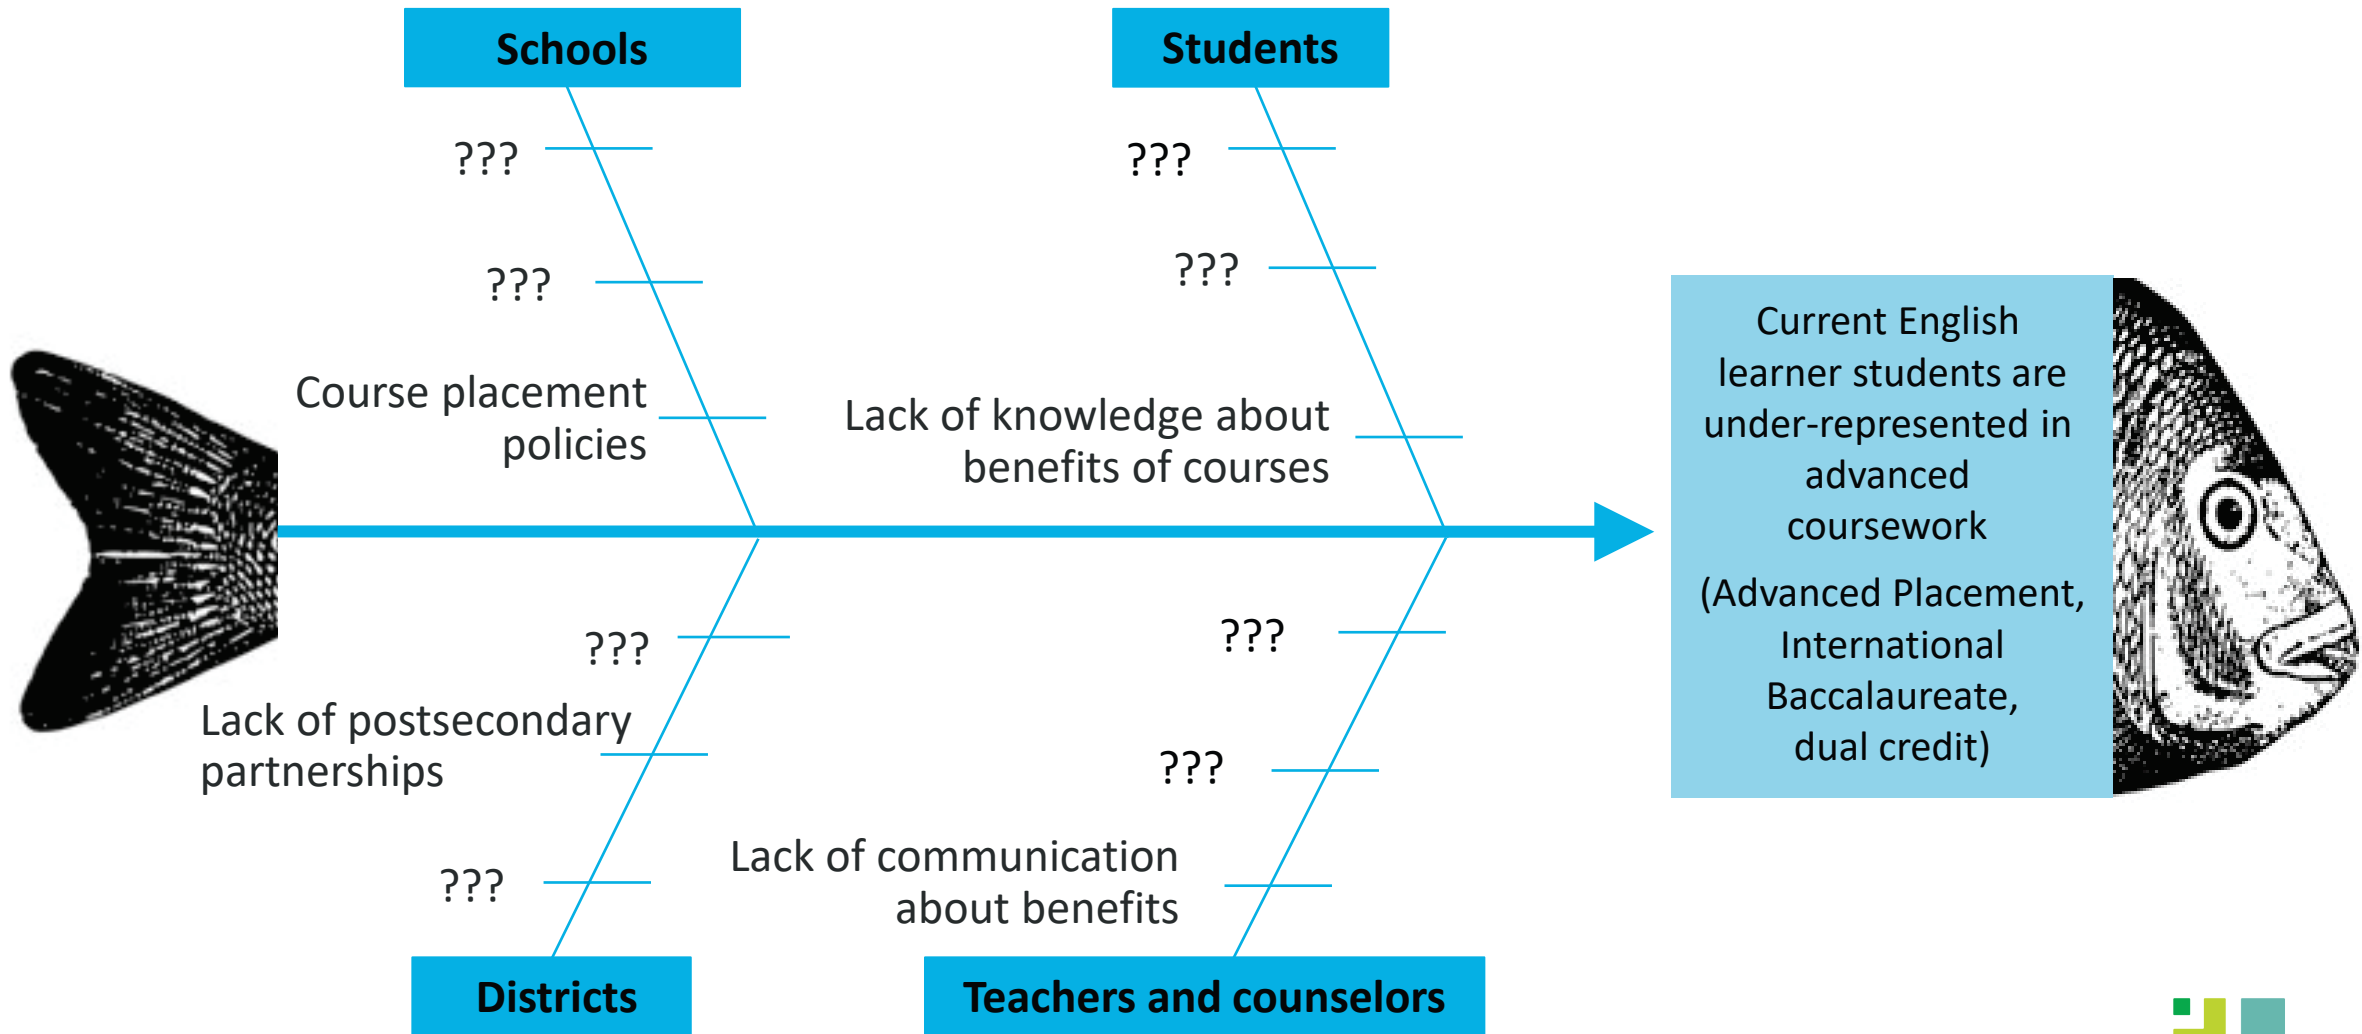 Schools
Students
???
???
???
???
Course placement
policies
Lack of knowledge about
benefits of courses
Current English
learner students are
under-represented in
advanced
coursework
(Advanced Placement,
International
Baccalaureate,
dual credit)
???
???
Lack of postsecondary
partnerships
???
???
Lack of communication
about benefits
Districts
Teachers and counselors